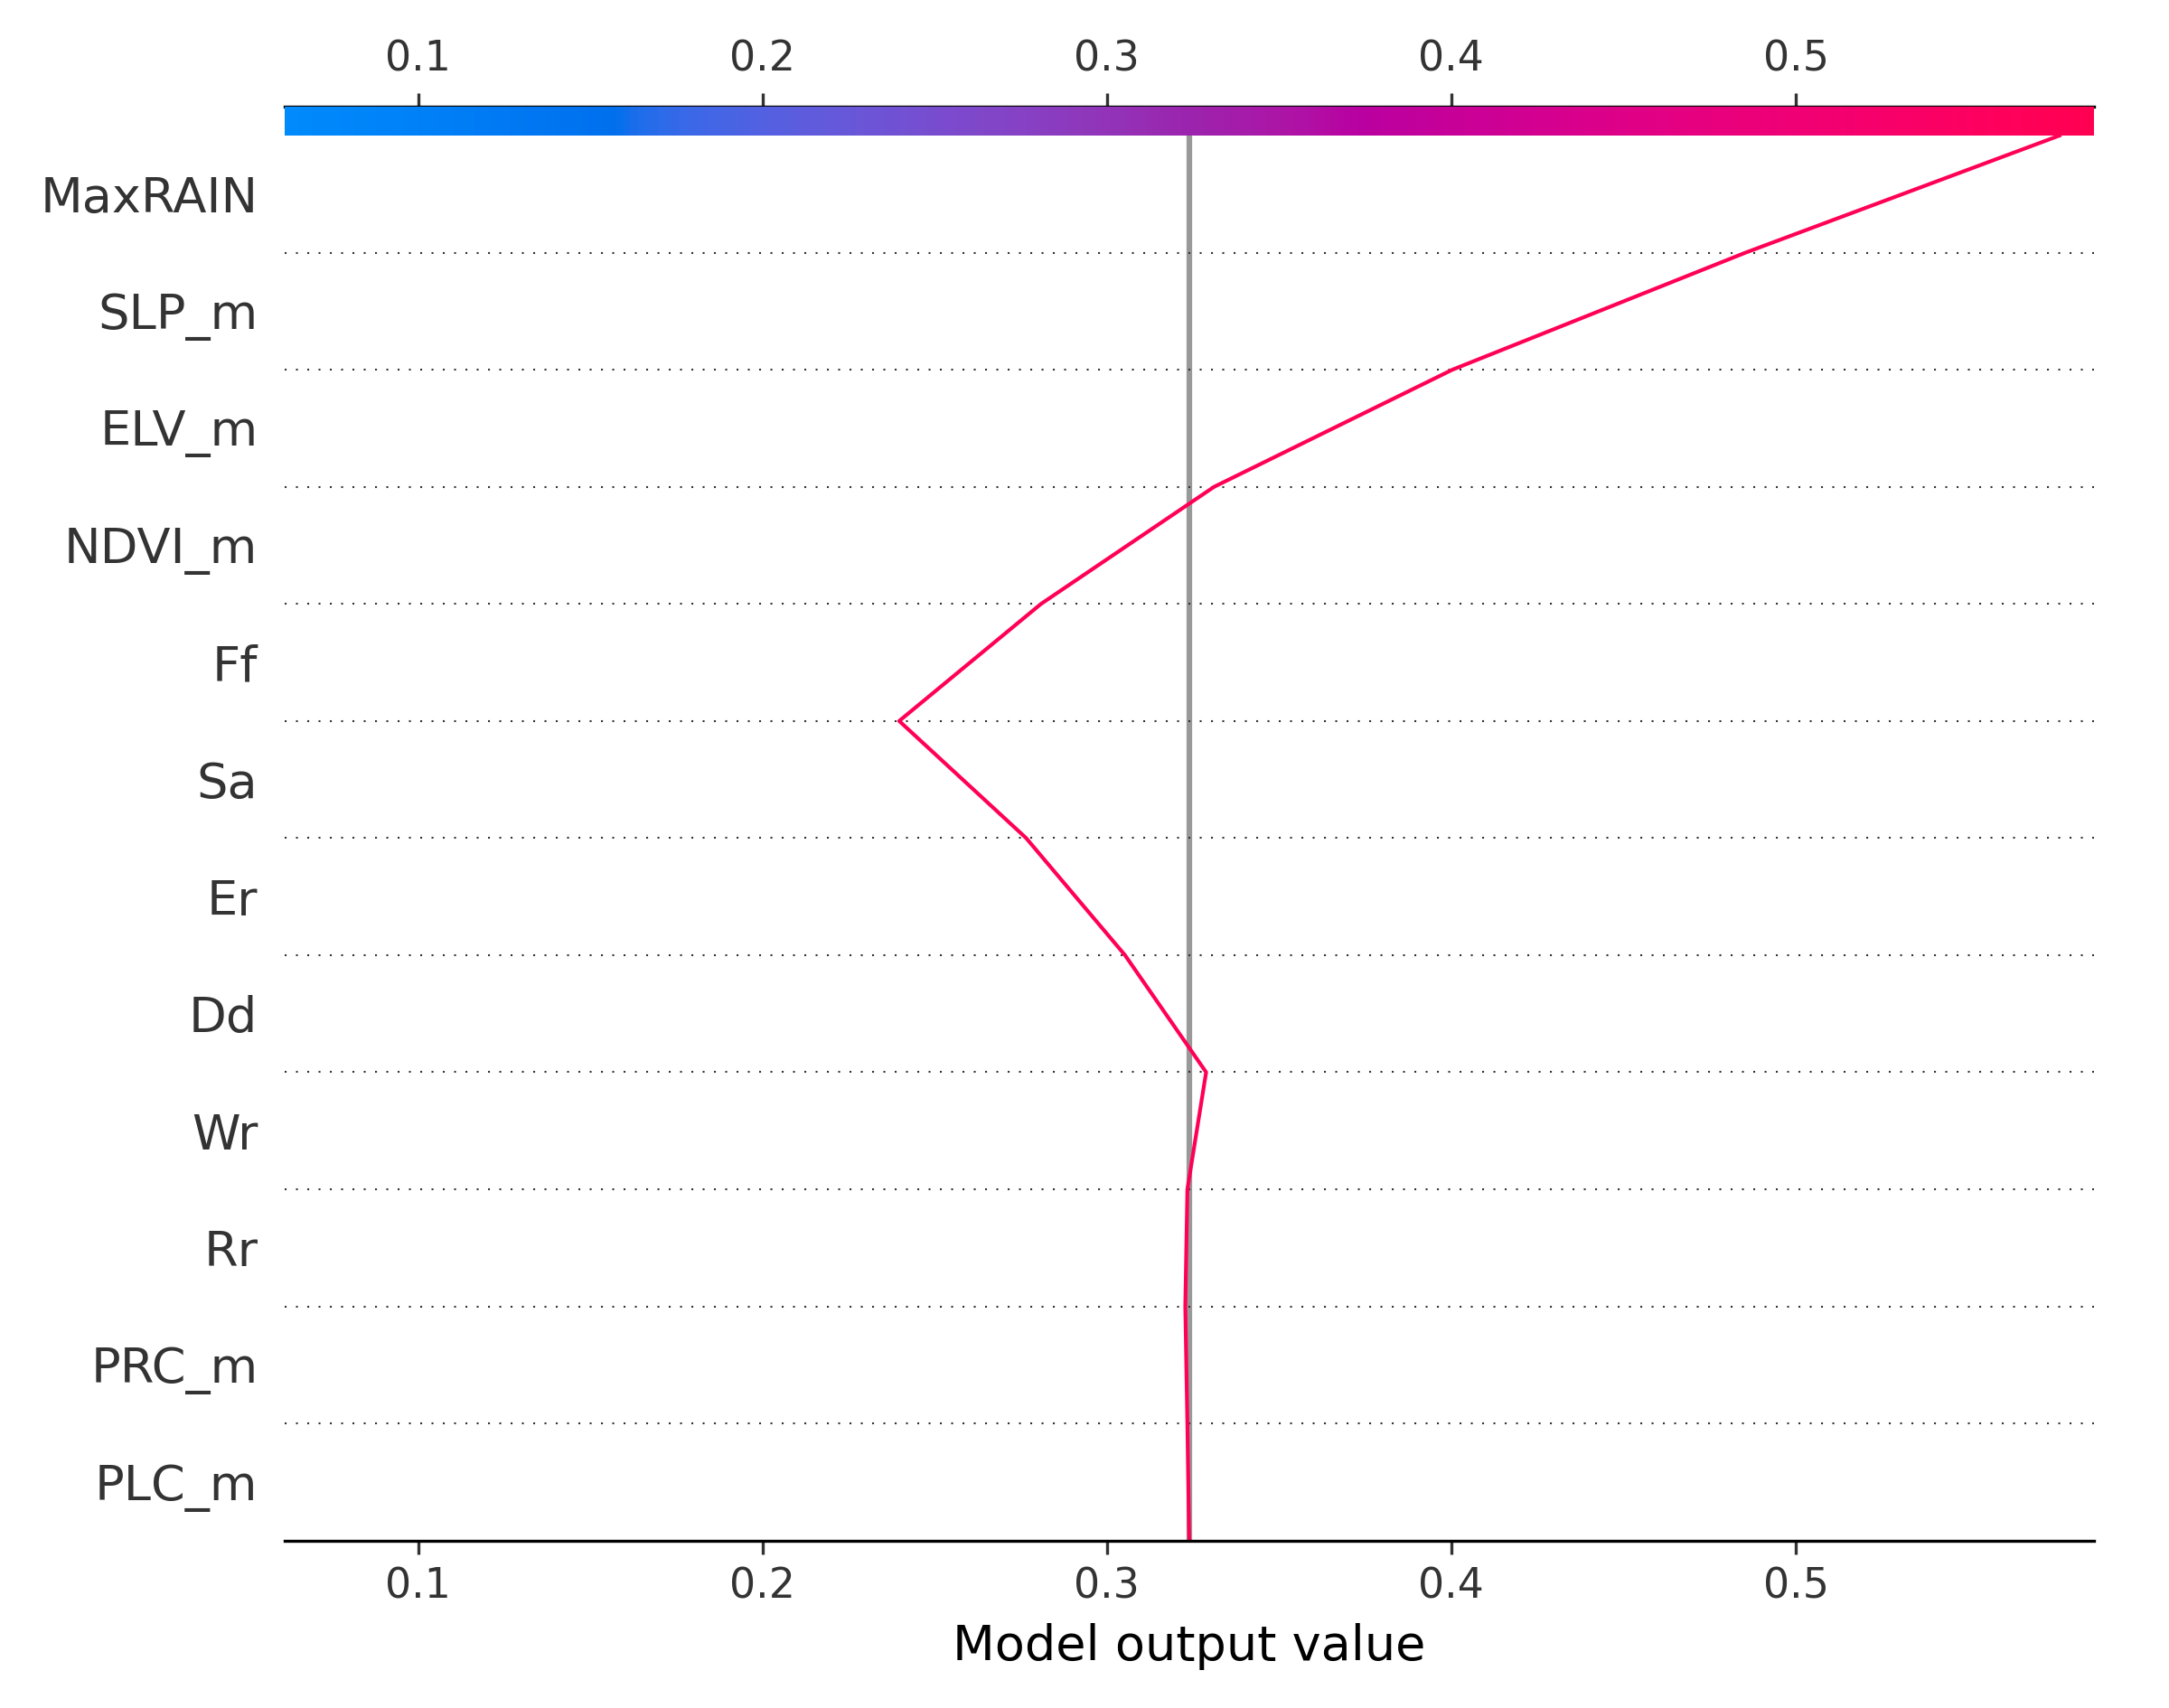 0.1 0.2 0.3 0.4 0.5
MaxRAIN
SLP_m
ELV_m
NDVI_m
Ff
Sa
Er
Dd
Wr
Rr
PRC_m
PLC_m
0.1 0.2 0.3 0.4 0.5
Model output value